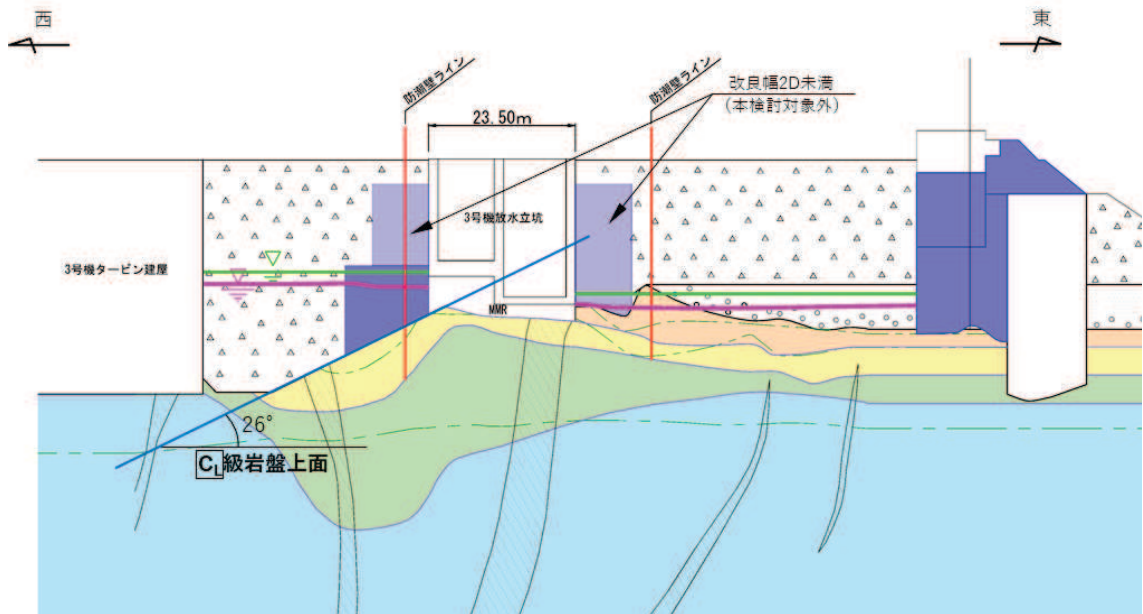 西
東
防潮壁ライン
防潮壁ライン
改良幅2D未満
(本検討対象外)
23.50m
3号機放水立坑
3号機タービン建屋
MMR
26°
CL級岩盤上面